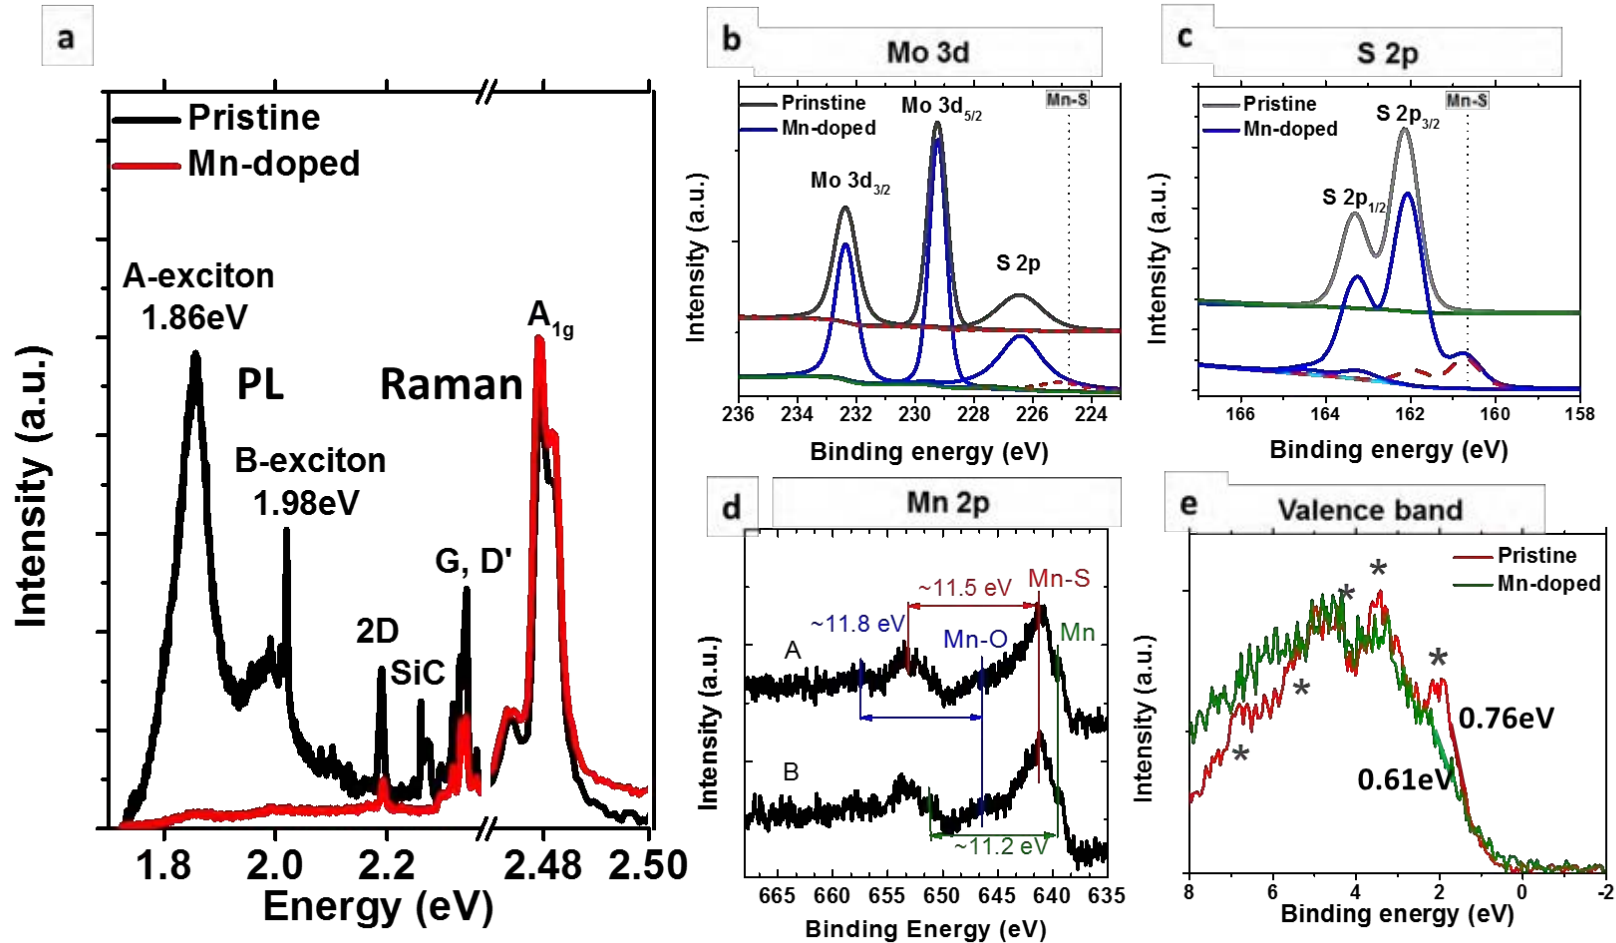 a
Pristine
Mn-doped
A-exciton
1.86eV
PL
B-exciton
1.98eV
Raman
A1g
2D
SiC
G, D'
Intensity (a.u.)
1.8 2.0 2.2 2.48 2.50
Energy (eV)
b
Mo 3d
Prinstine
Mn-doped
Mo 3d5/2
Mn-S
Mo 3d3/2
S 2p
Intensity (a.u.)
236 234 232 230 228 226 224
Binding energy (eV)
c
S 2p
Pristine
Mn-doped
Mn-S
S 2p3/2
S 2p1/2
Intensity (a.u.)
166 164 162 160 158
Binding energy (eV)
d
Mn 2p
~11.5 eV
Mn-S
~11.8 eV
Mn-O
Mn
A
B
~11.2 eV
Intensity (a.u.)
665 660 655 650 645 640 635
Binding Energy (eV)
e
Valence band
Pristine
Mn-doped
*
*
*
*
*
0.76eV
0.61eV
Intensity (a.u.)
8 6 4 2 0 -2
Binding energy (eV)